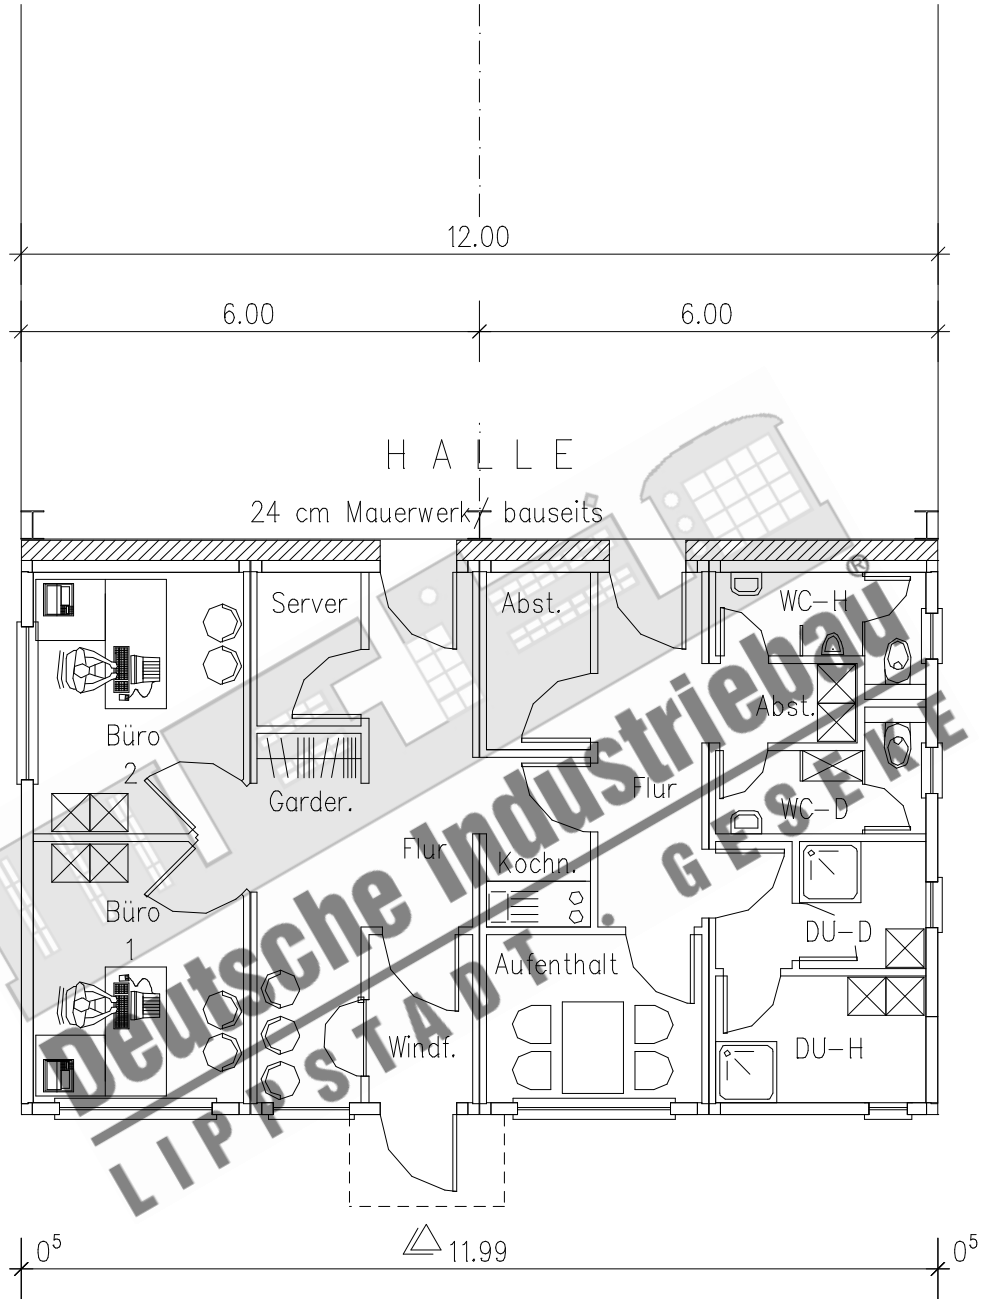 12.00
6.00
6.00
HALLE
24 cm Mauerwerk/ bauseits
Server
Abst.
WC-H
®
Abst.
Büro
2
Garder.
Flur
WC-D
Flur
Kochn.
Büro
1
DU-D
Aufenthalt
Windf.
DU-H
Deutsche Industriebau
LIPPSTADT. GESEKE
0⁵
11.99
0⁵